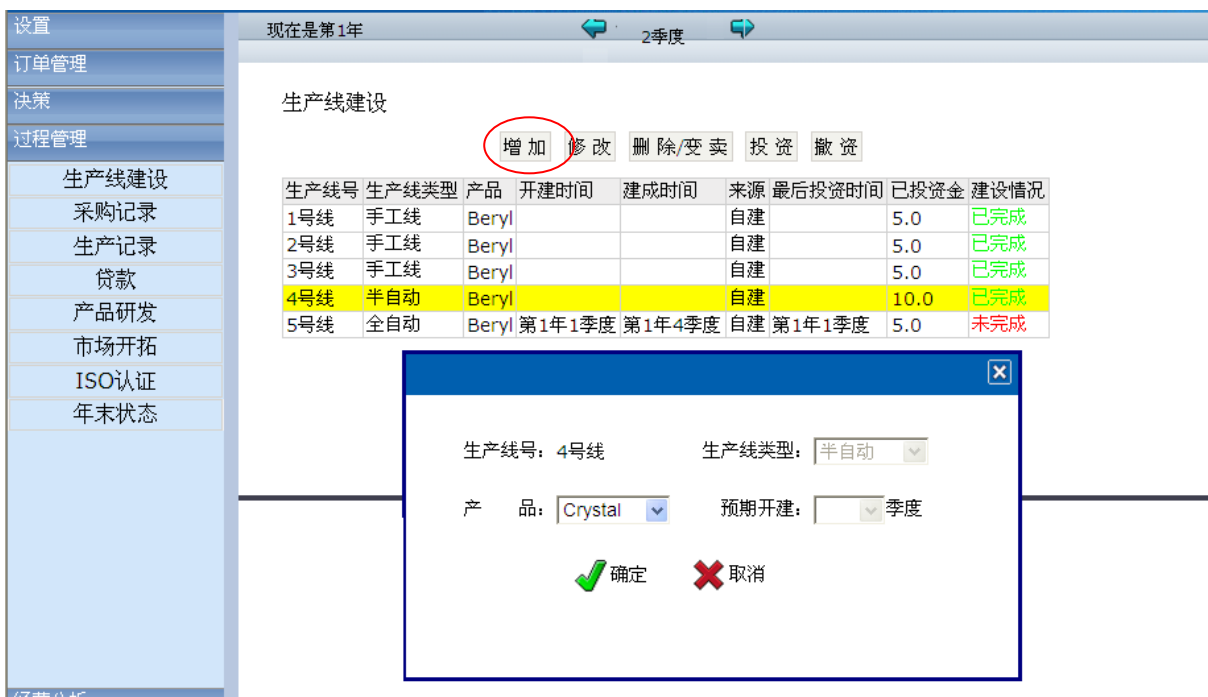 设置
现在是第1年 2季度
订单管理
决策
过程管理
生产线建设
采购记录
生产记录
贷款
产品研发
市场开拓
ISO认证
年末状态
经营分析
生产线建设
增 加 修 改 删 除/变 卖 投 资 撤 资
生产线号 生产线类型 产品 开建时间 建成时间 来源 最后投资时间 已投资金 建设情况
1号线 手工线 Beryl 自建 5.0 已完成
2号线 手工线 Beryl 自建 5.0 已完成
3号线 手工线 Beryl 自建 5.0 已完成
4号线 半自动 Beryl 自建 10.0 已完成
5号线 全自动 Beryl 第1年1季度 第1年4季度 自建 第1年1季度 5.0 未完成
生产线号: 4号线 生产线类型: 半自动
产 品: Crystal 预期开建: 季度
确定 取消